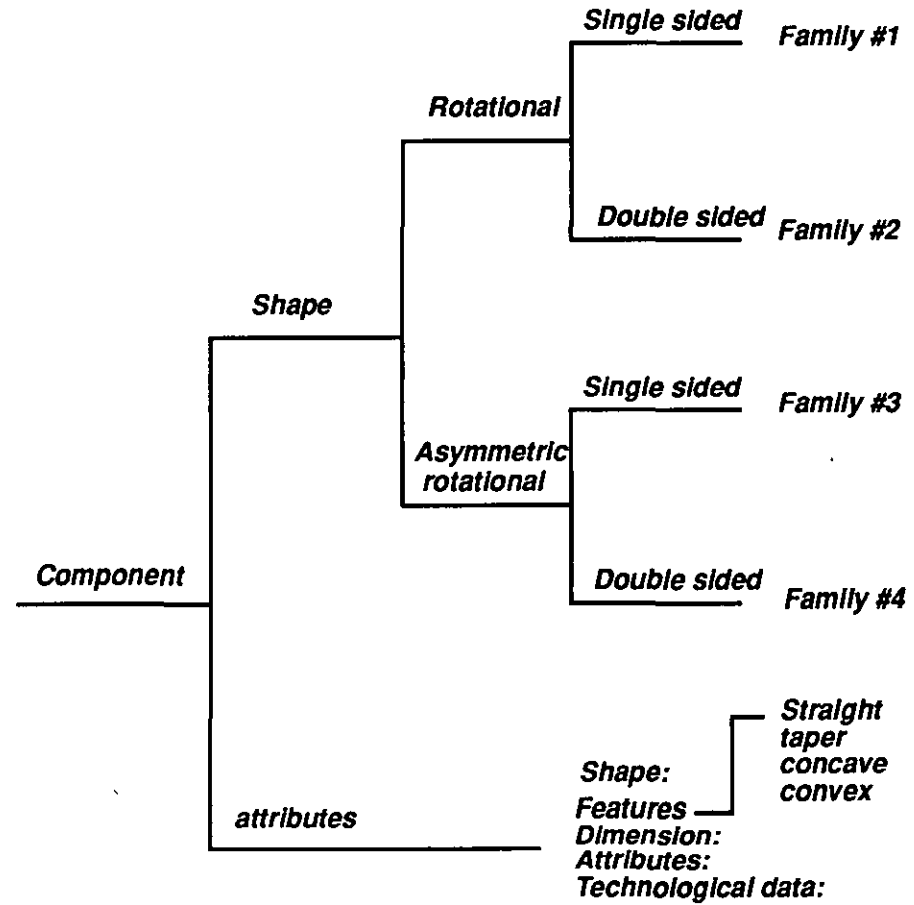 Single sided
Family #1
Rotational
Double sided
Family #2
Shape
Single sided
Family #3
Asymmetric
rotational
Component
Double sided
Family #4
Straight
taper
concave
convex
Shape:
Features
attributes
Dimension:
Attributes:
Technological data: